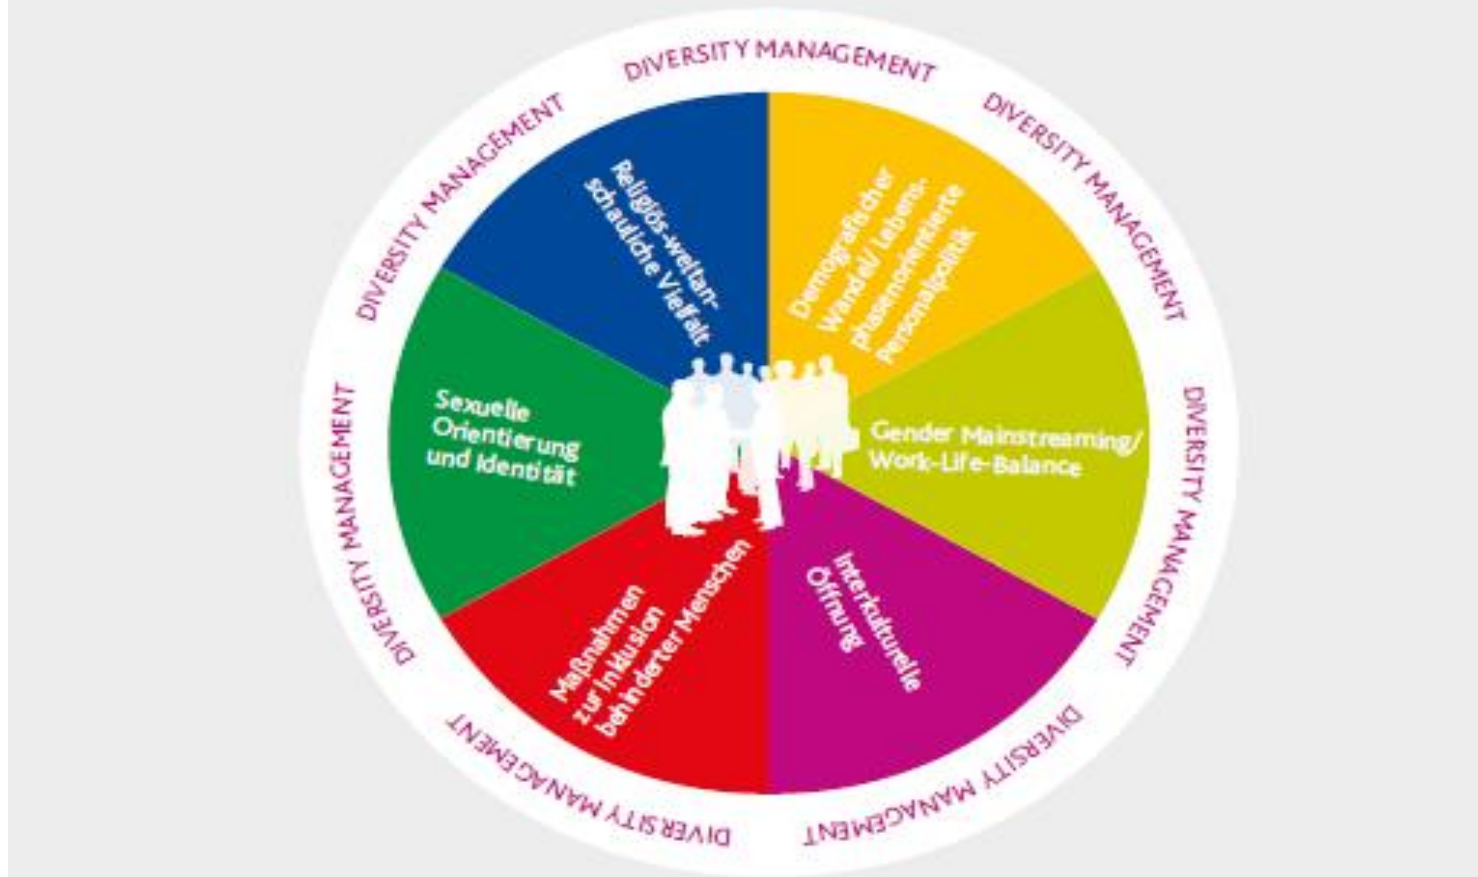 DIVERSITY MANAGEMENT
DIVERSITY MANAGEMENT
DIVERSITY MANAGEMENT
DIVERSITY MANAGEMENT
DIVERSITY MANAGEMENT
DIVERSITY MANAGEMENT
DIVERSITY MANAGEMENT
DIVERSITY MANAGEMENT
Demografischer
Wandel/ Lebens-
phasenorientierte
Personalpolitik
Gender Mainstreaming/
Work-Life-Balance
Interkulturelle
Öffnung
Maßnahmen
zur Inklusion
behinderter Menschen
Sexuelle
Orientierung
und Identität
Religiös-weltan-
schauliche Vielfalt